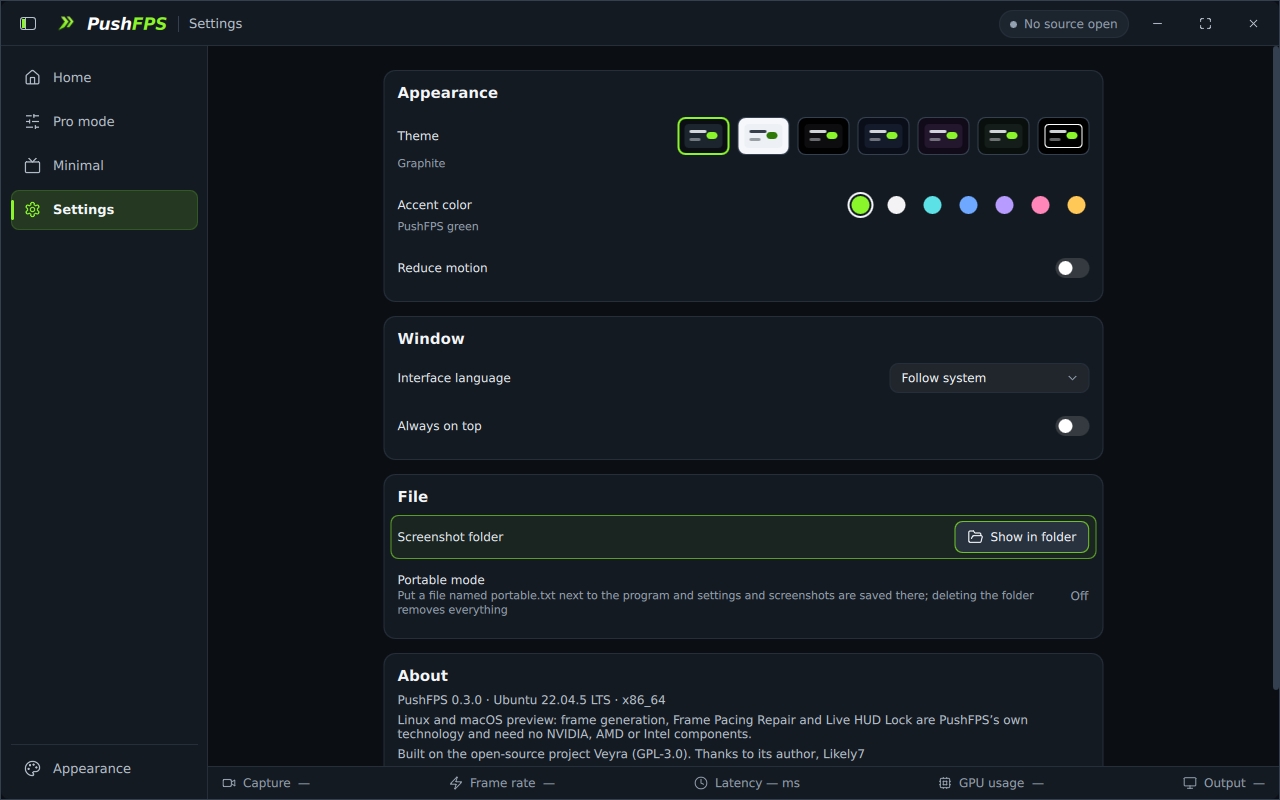 PushFPS
Settings
No source open
Home
Pro mode
Minimal
Settings
Appearance
Appearance
Theme
Graphite
Accent color
PushFPS green
Reduce motion
Window
Interface language
Follow system
Always on top
File
Screenshot folder
Show in folder
Portable mode
Put a file named portable.txt next to the program and settings and screenshots are saved there; deleting the folder
removes everything
Off
About
PushFPS 0.3.0 · Ubuntu 22.04.5 LTS · x86_64
Linux and macOS preview: frame generation, Frame Pacing Repair and Live HUD Lock are PushFPS’s own
technology and need no NVIDIA, AMD or Intel components.
Built on the open-source project Veyra (GPL-3.0). Thanks to its author, Likely7
Capture —
Frame rate —
Latency — ms
GPU usage —
Output —